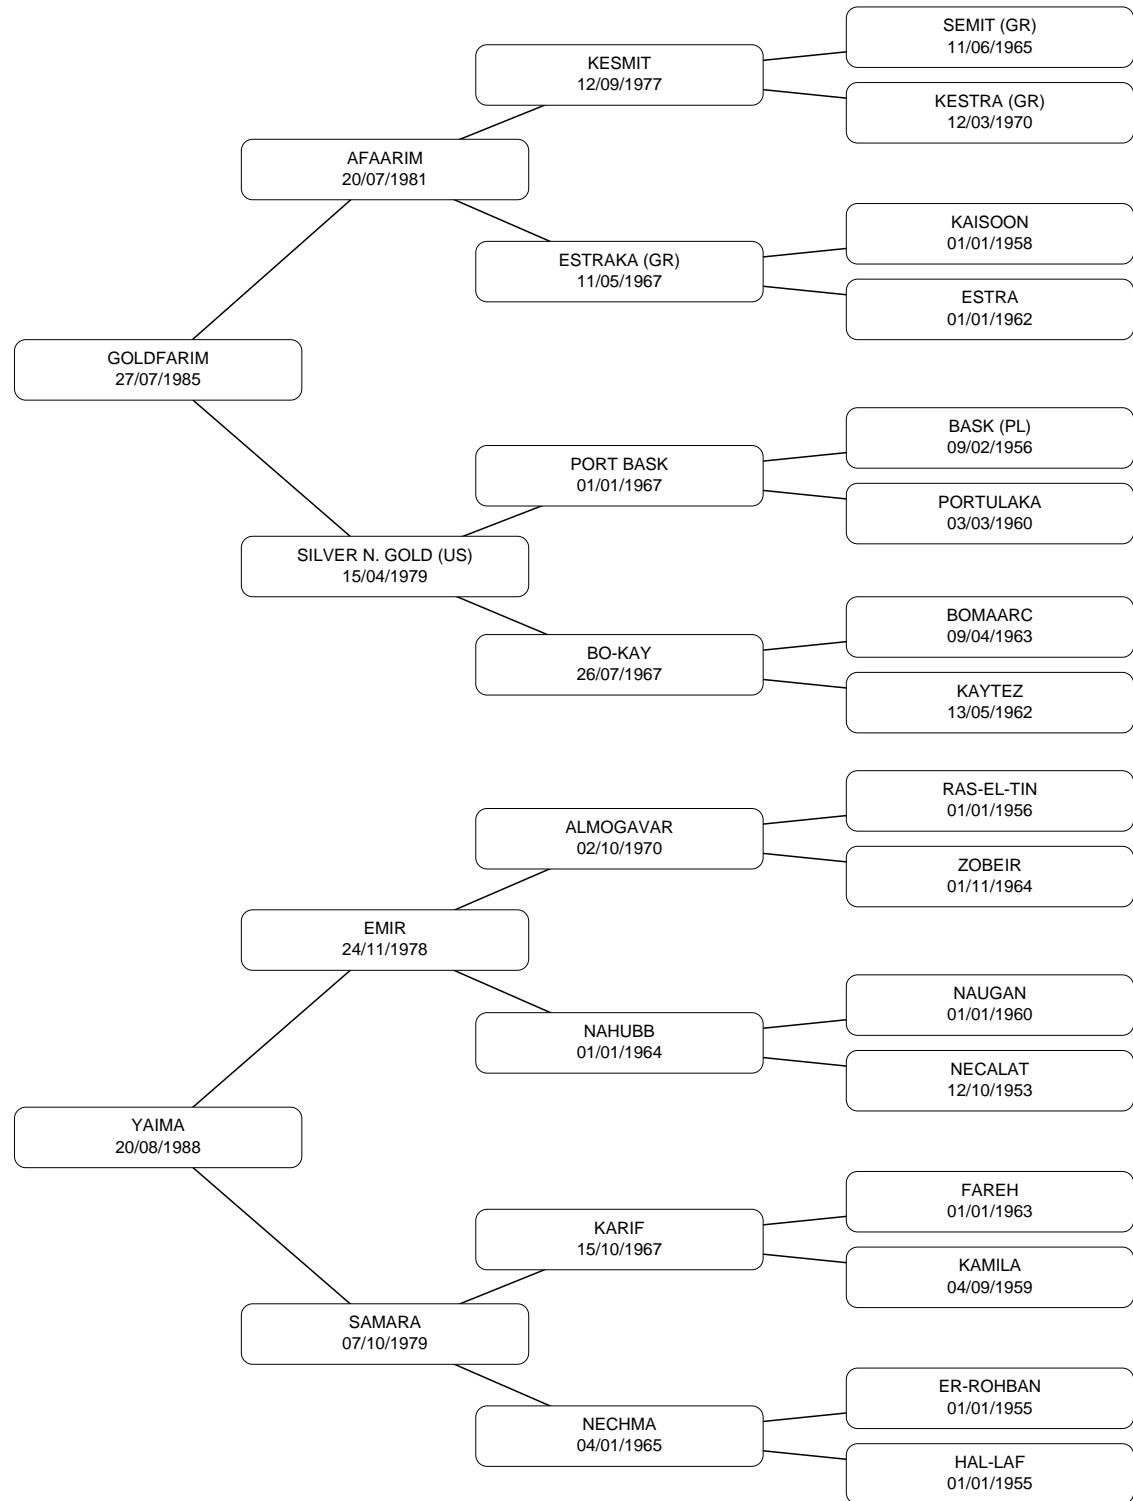 SEMIT (GR)
11/06/1965
KESMIT
12/09/1977
KESTRA (GR)
12/03/1970
AFAARIM
20/07/1981
KAISOON
01/01/1958
ESTRAKA (GR)
11/05/1967
ESTRA
01/01/1962
GOLDFARIM
27/07/1985
BASK (PL)
09/02/1956
PORT BASK
01/01/1967
PORTULAKA
03/03/1960
SILVER N. GOLD (US)
15/04/1979
BOMAARC
09/04/1963
BO-KAY
26/07/1967
KAYTEZ
13/05/1962
RAS-EL-TIN
01/01/1956
ALMOGAVAR
02/10/1970
ZOBEIR
01/11/1964
EMIR
24/11/1978
NAUGAN
01/01/1960
NAHUBB
01/01/1964
NECALAT
12/10/1953
YAIMA
20/08/1988
FAREH
01/01/1963
KARIF
15/10/1967
KAMILA
04/09/1959
SAMARA
07/10/1979
ER-ROHBAN
01/01/1955
NECHMA
04/01/1965
HAL-LAF
01/01/1955